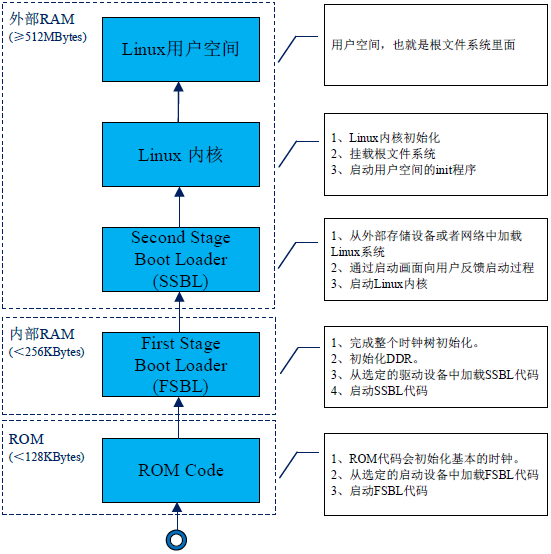 外部RAM
(≥512MBytes)
Linux用户空间
用户空间，也就是根文件系统里面
Linux 内核
1、Linux内核初始化
2、挂载根文件系统
3、启动用户空间的init程序
Second Stage
Boot Loader
(SSBL)
1、从外部存储设备或者网络中加载
Linux系统
2、通过启动画面向用户反馈启动过程
3、启动Linux内核
内部RAM
(＜256KBytes)
First Stage
Boot Loader
(FSBL)
1、完成整个时钟树初始化。
2、初始化DDR。
3、从选定的驱动设备中加载SSBL代码
4、启动SSBL代码
ROM
(＜128KBytes)
ROM Code
1、ROM代码会初始化基本的时钟。
2、从选定的启动设备中加载FSBL代码
3、启动FSBL代码